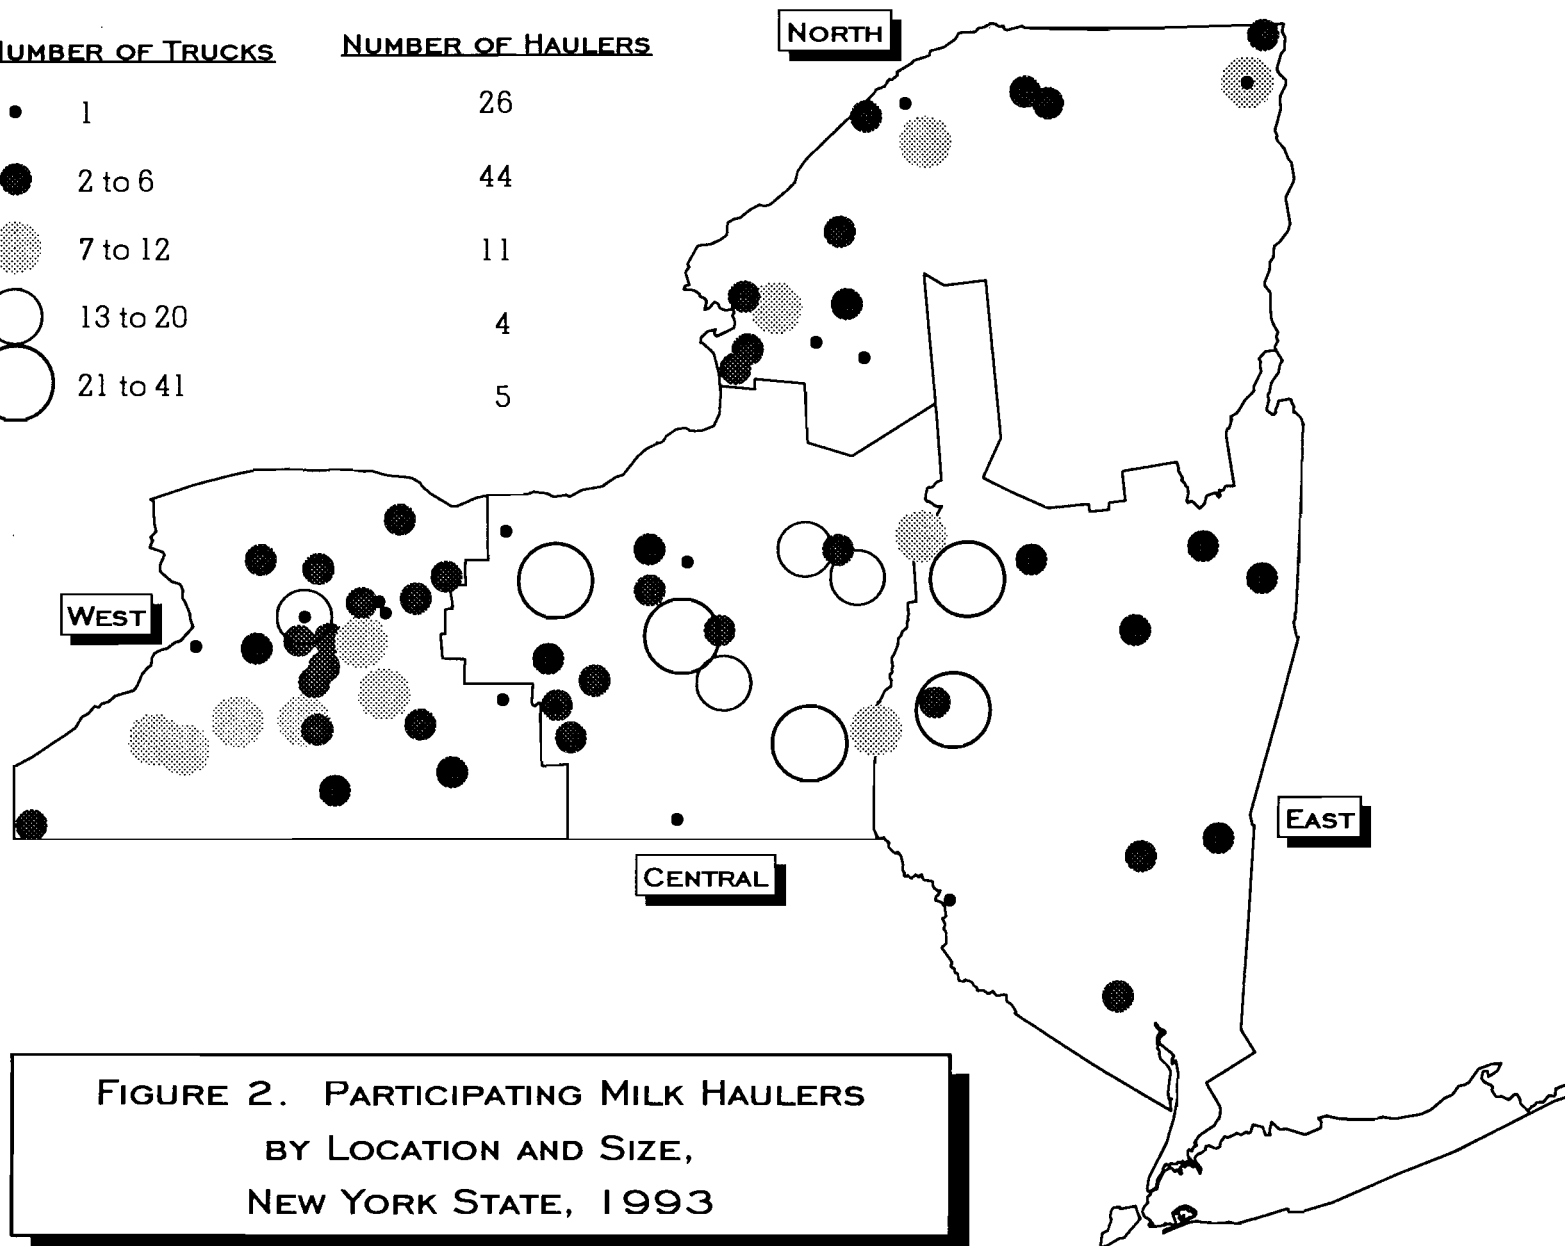 NUMBER OF TRUCKS NUMBER OF HAULERS
1 26
2 to 6 44
7 to 12 11
13 to 20 4
21 to 41 5
NORTH
WEST
EAST
CENTRAL
FIGURE 2. PARTICIPATING MILK HAULERS
BY LOCATION AND SIZE,
NEW YORK STATE, 1993